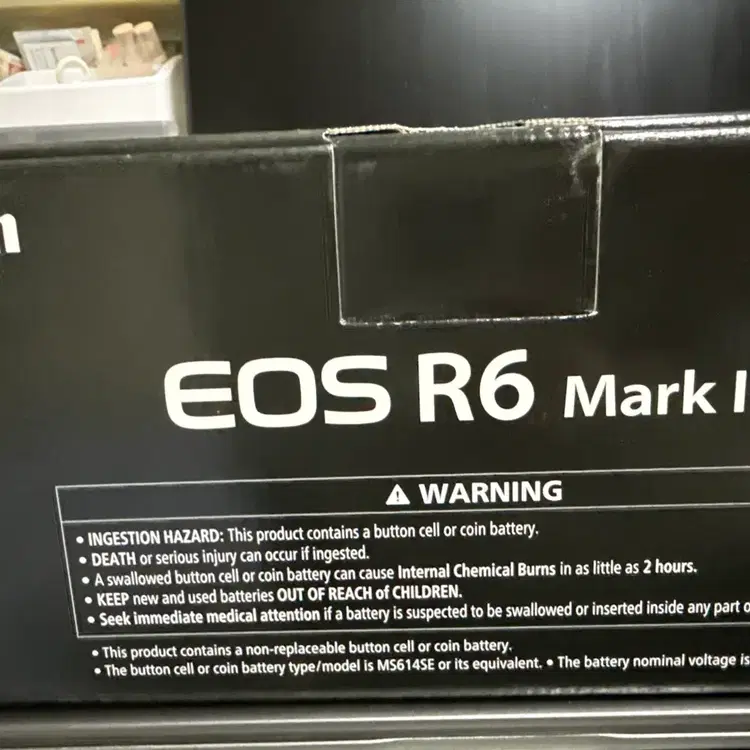 n
EOS R6 Mark I
⚠ WARNING
• INGESTION HAZARD: This product contains a button cell or coin battery.
• DEATH or serious injury can occur if ingested.
• A swallowed button cell or coin battery can cause Internal Chemical Burns in as little as 2 hours.
• KEEP new and used batteries OUT OF REACH of CHILDREN.
• Seek immediate medical attention if a battery is suspected to be swallowed or inserted inside any part o
• This product contains a non-replaceable button cell or coin battery.
• The button cell or coin battery type/model is MS614SE or its equivalent. • The battery nominal voltage is